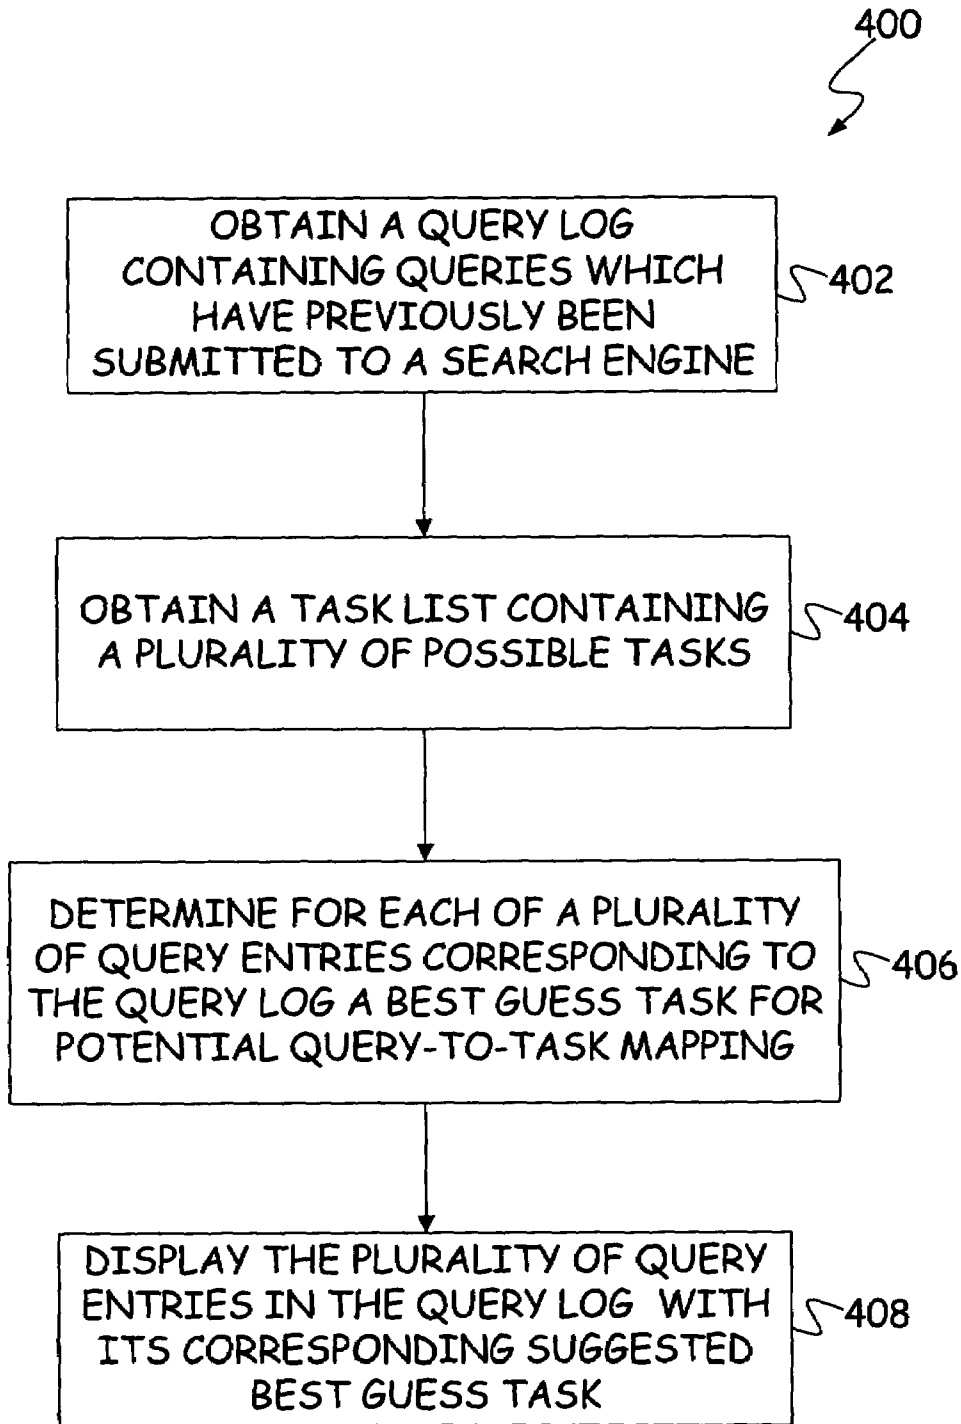 400
OBTAIN A QUERY LOG
CONTAINING QUERIES WHICH
HAVE PREVIOUSLY BEEN
SUBMITTED TO A SEARCH ENGINE
402
OBTAIN A TASK LIST CONTAINING
A PLURALITY OF POSSIBLE TASKS
404
DETERMINE FOR EACH OF A PLURALITY
OF QUERY ENTRIES CORRESPONDING TO
THE QUERY LOG A BEST GUESS TASK FOR
POTENTIAL QUERY-TO-TASK MAPPING
406
DISPLAY THE PLURALITY OF QUERY
ENTRIES IN THE QUERY LOG WITH
ITS CORRESPONDING SUGGESTED
BEST GUESS TASK
408